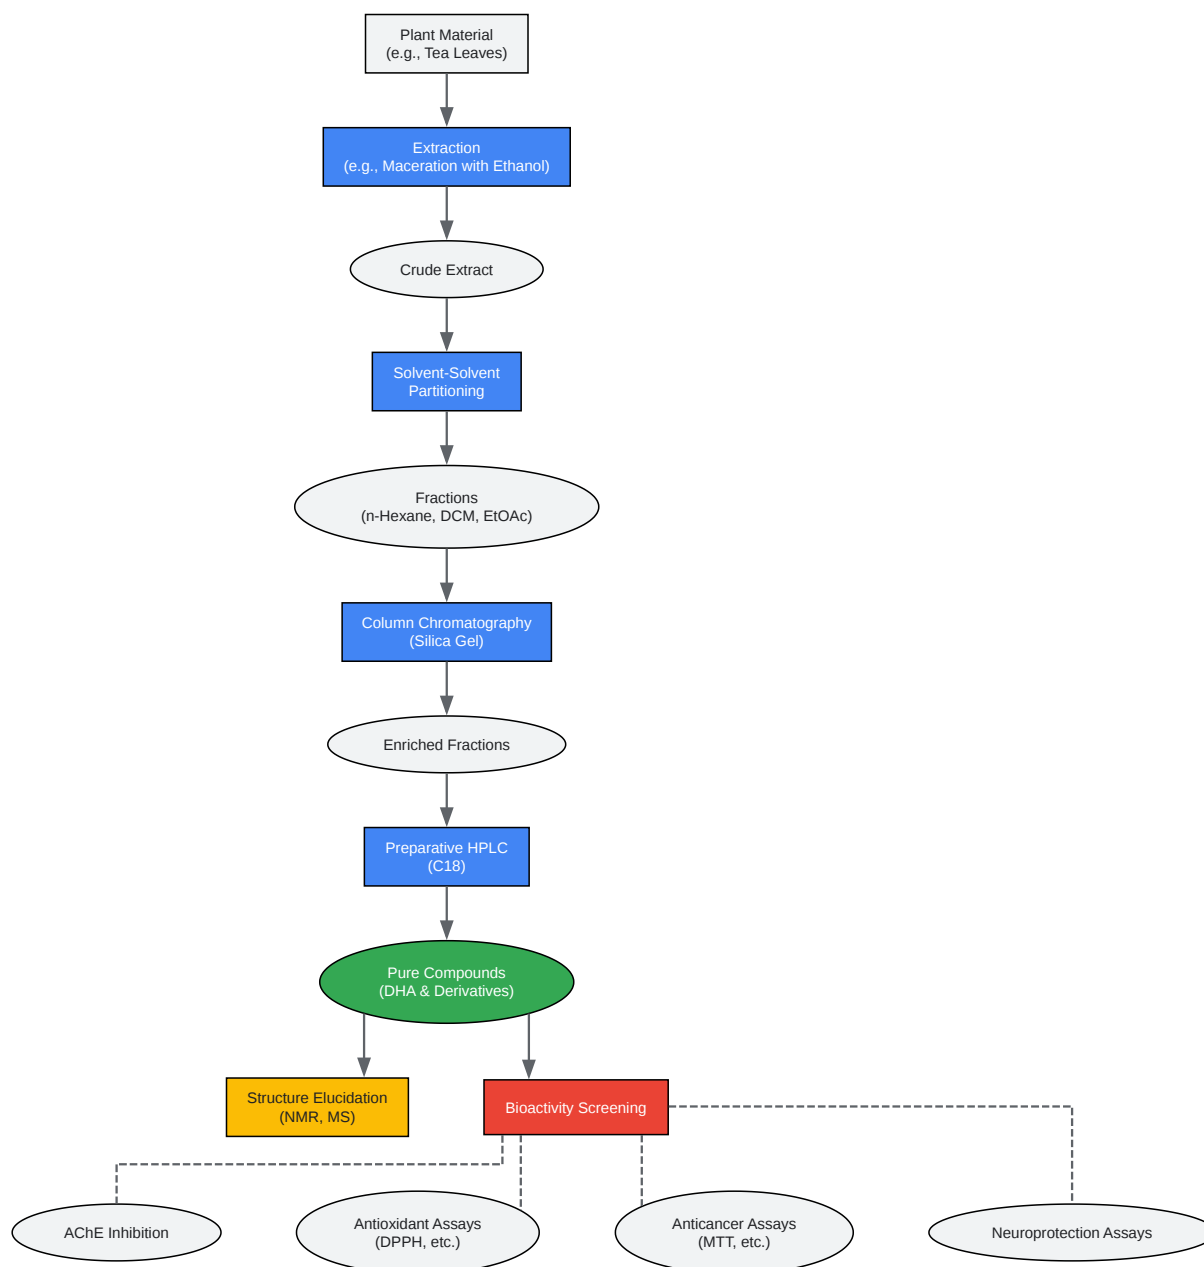 Plant Material
(e.g., Tea Leaves)
Extraction
(e.g., Maceration with Ethanol)
Crude Extract
Solvent-Solvent
Partitioning
Fractions
(n-Hexane, DCM, EtOAc)
Column Chromatography
(Silica Gel)
Enriched Fractions
Preparative HPLC
(C18)
Pure Compounds
(DHA & Derivatives)
Structure Elucidation
(NMR, MS)
Bioactivity Screening
AChE Inhibition
Antioxidant Assays
(DPPH, etc.)
Anticancer Assays
(MTT, etc.)
Neuroprotection Assays